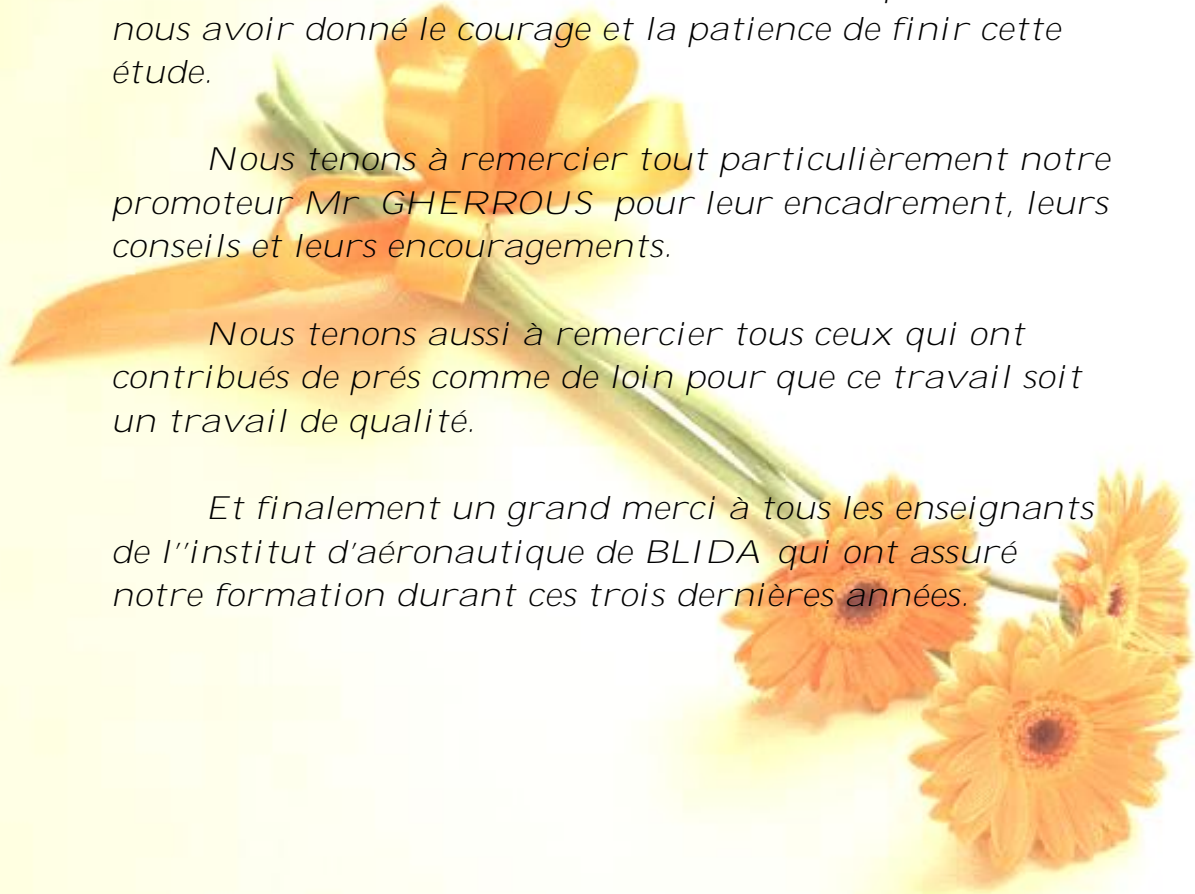 nous avoir donné le courage et la patience de finir cette
étude.
Nous tenons à remercier tout particulièrement notre
promoteur Mr GHERROUS pour leur encadrement, leurs
conseils et leurs encouragements.
Nous tenons aussi à remercier tous ceux qui ont
contribués de prés comme de loin pour que ce travail soit
un travail de qualité.
Et finalement un grand merci à tous les enseignants
de l''institut d'aéronautique de BLIDA qui ont assuré
notre formation durant ces trois dernières années.